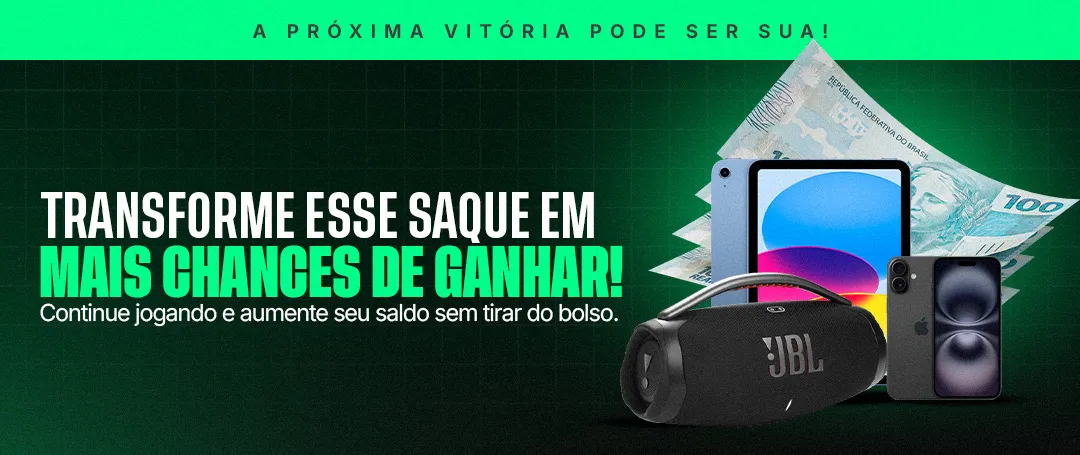 A PRÓXIMA VITÓRIA PODE SER SUA!
REPÚBLICA FEDERATIVA DO BRASIL
100
TRANSFORME ESSE SAQUE EM
MAIS CHANCES DE GANHAR!
Continue jogando e aumente seu saldo sem tirar do bolso.
JBL